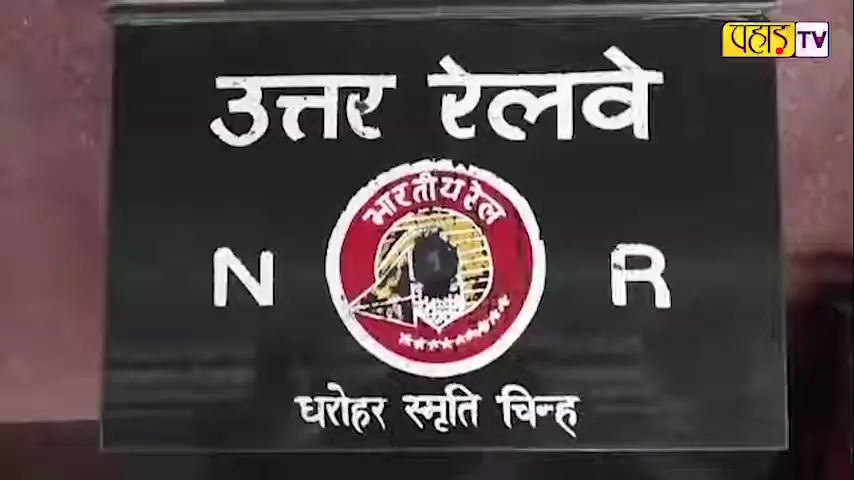 पहाड़ TV
उत्तर रेलवे
भारतीय रेल
N R
धरोहर स्मृति चिन्ह